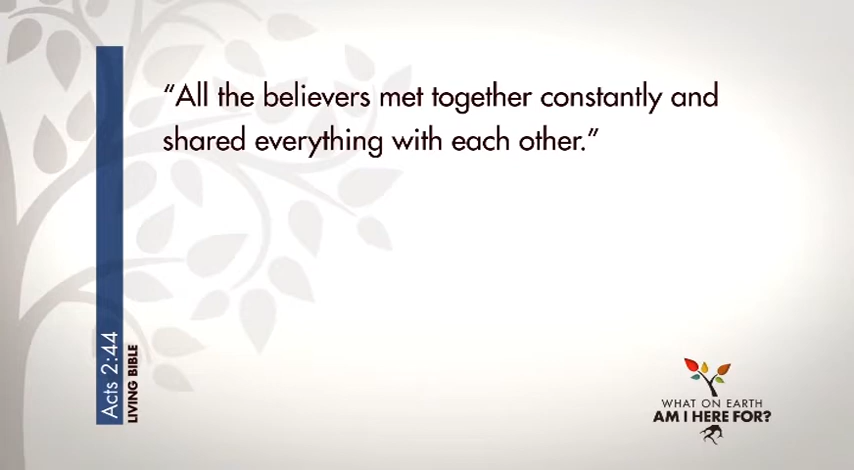 “All the believers met together constantly and
shared everything with each other.”
Acts 2:44
LIVING BIBLE
WHAT ON EARTH
AM I HERE FOR?